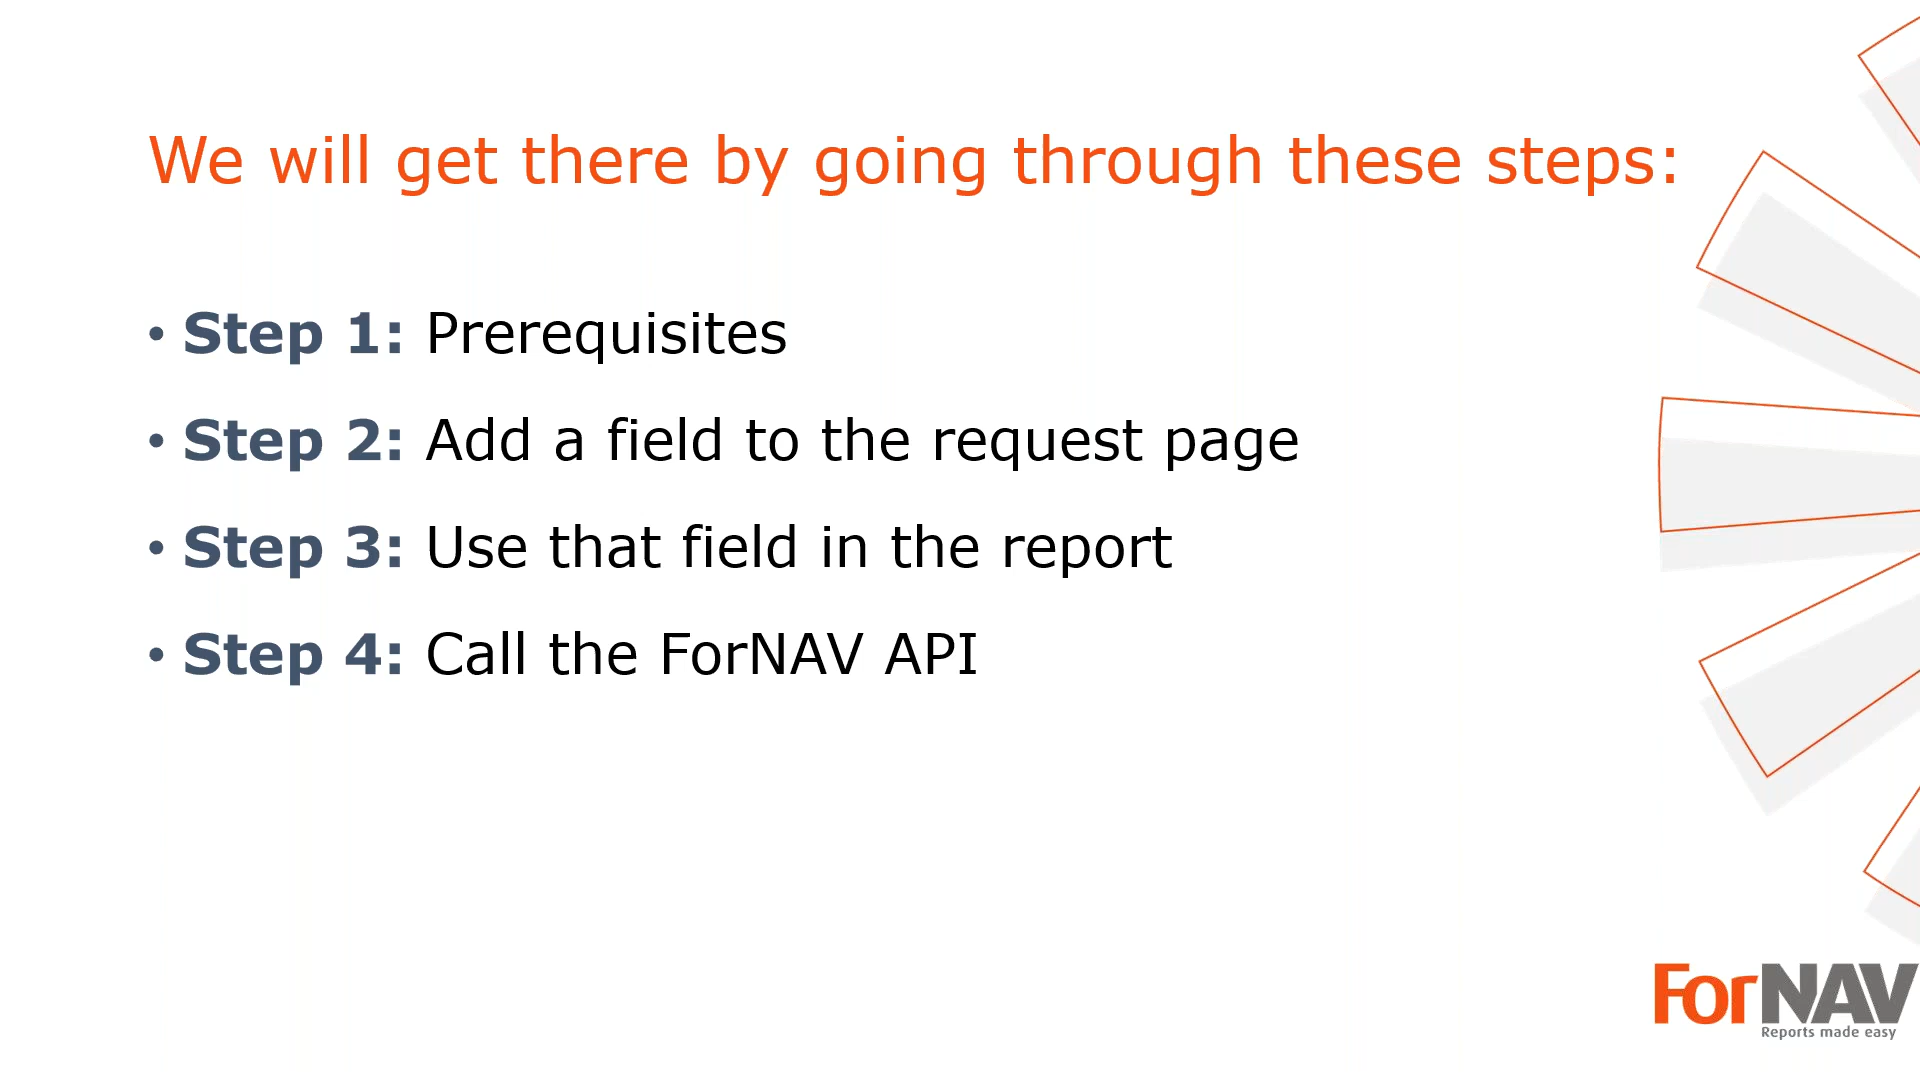 We will get there by going through these steps:
• Step 1: Prerequisites
• Step 2: Add a field to the request page
• Step 3: Use that field in the report
• Step 4: Call the ForNAV API
ForNAV
Reports made easy